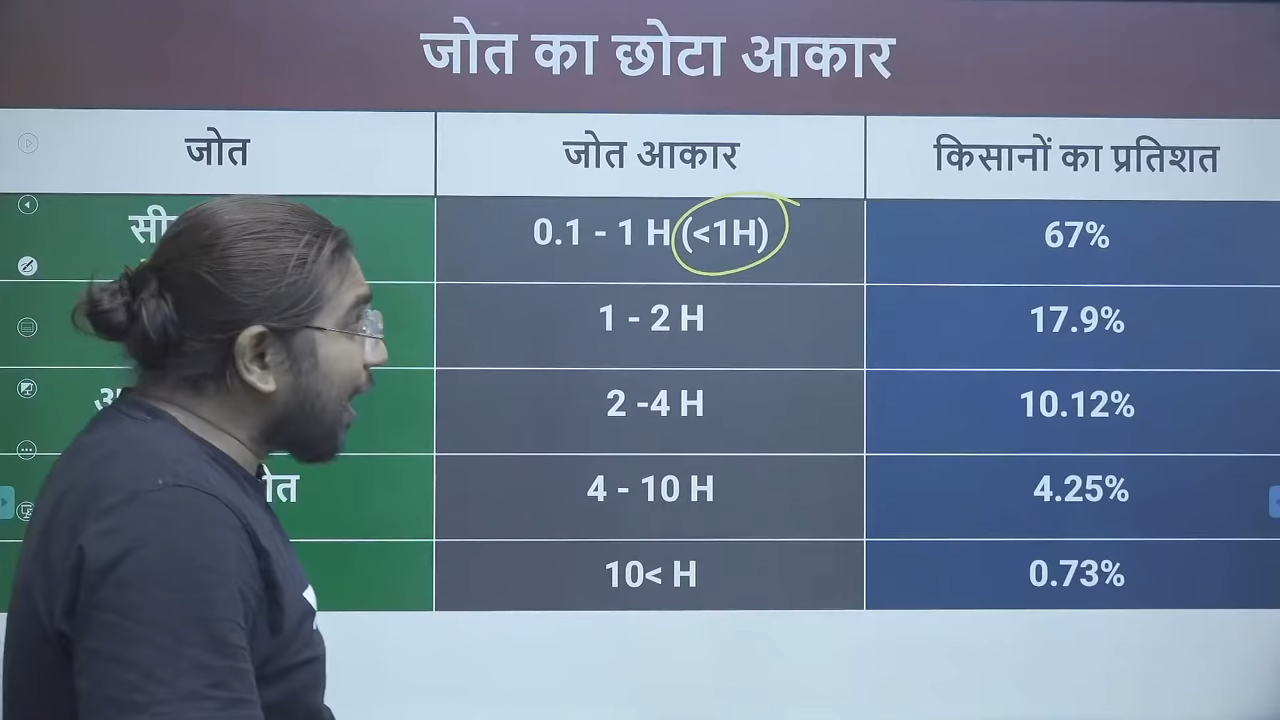 जोत का छोटा आकार
जोत जोत आकार किसानों का प्रतिशत
0.1 - 1 H (<1H) 67%
1 - 2 H 17.9%
2 -4 H 10.12%
4 - 10 H 4.25%
10< H 0.73%